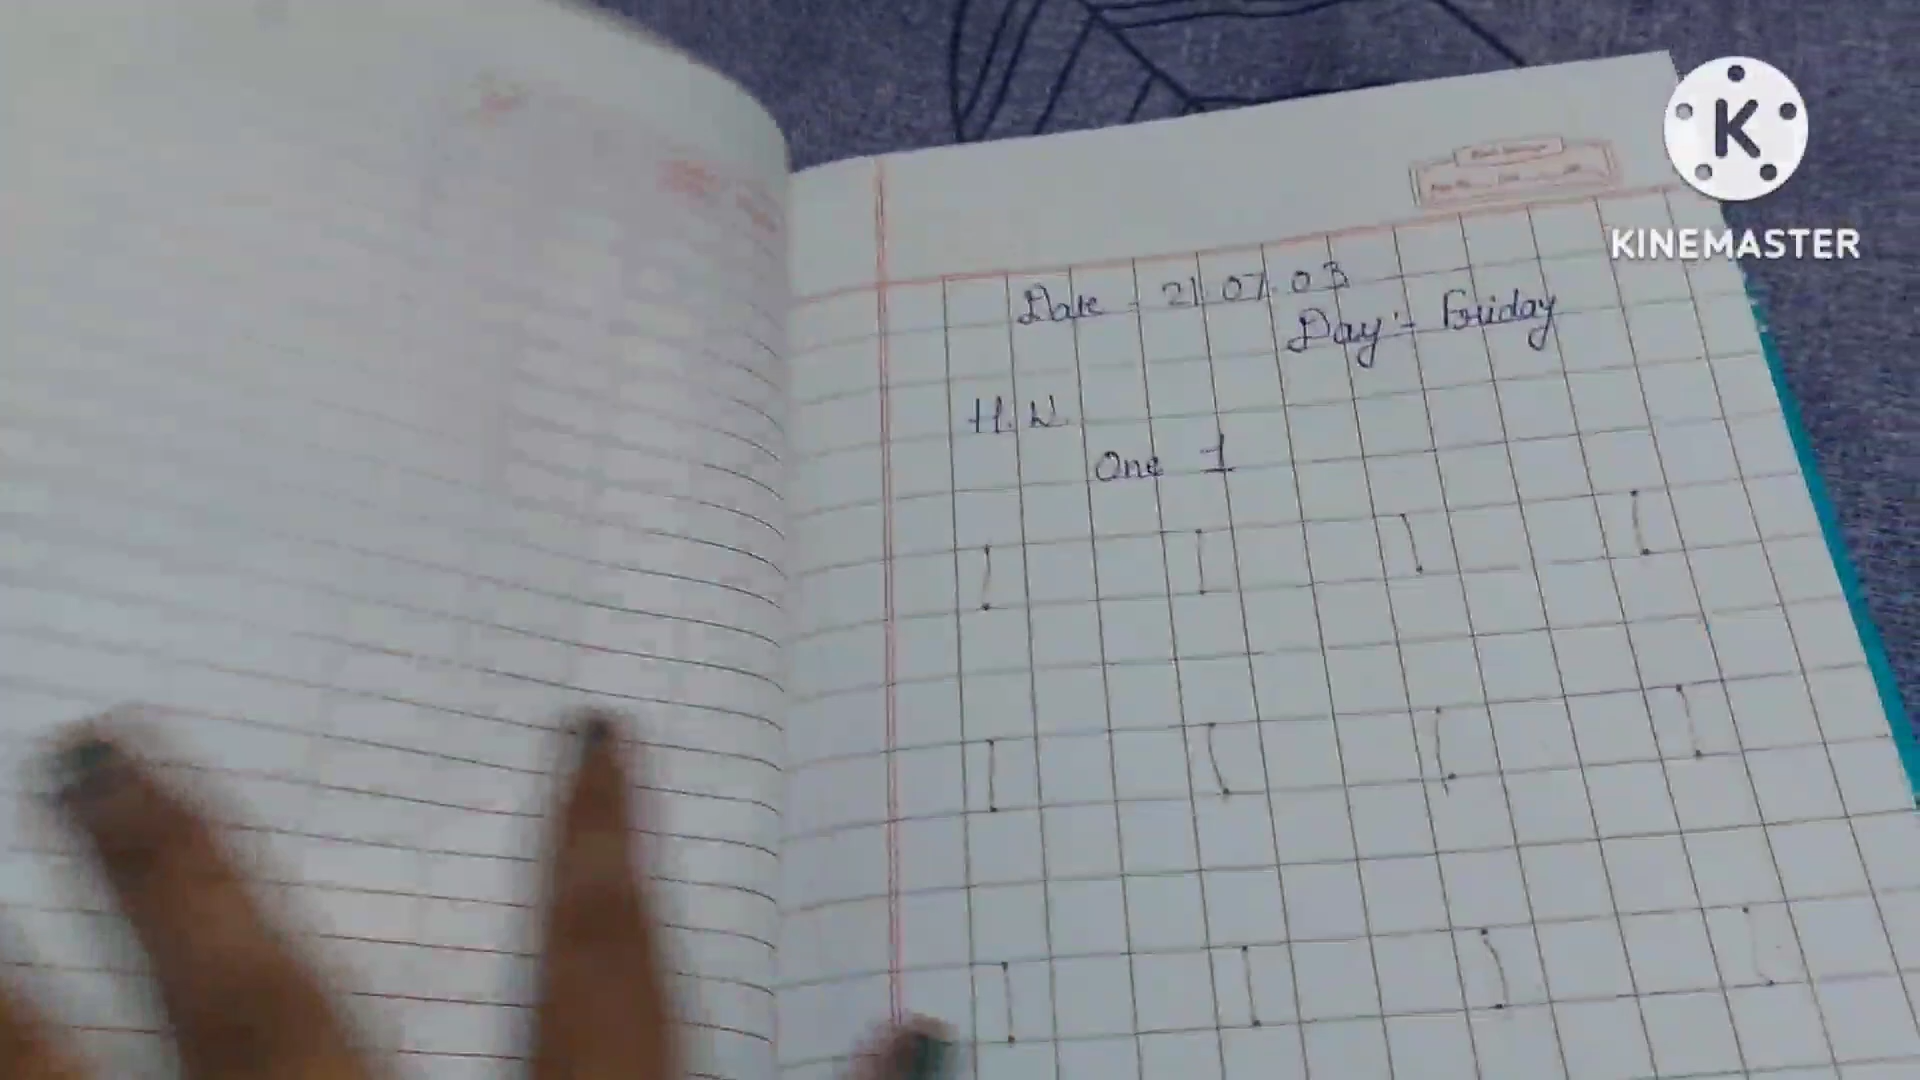 Date - 21.07.03
Day :- Friday
H.W.
One 1
K
KINEMASTER